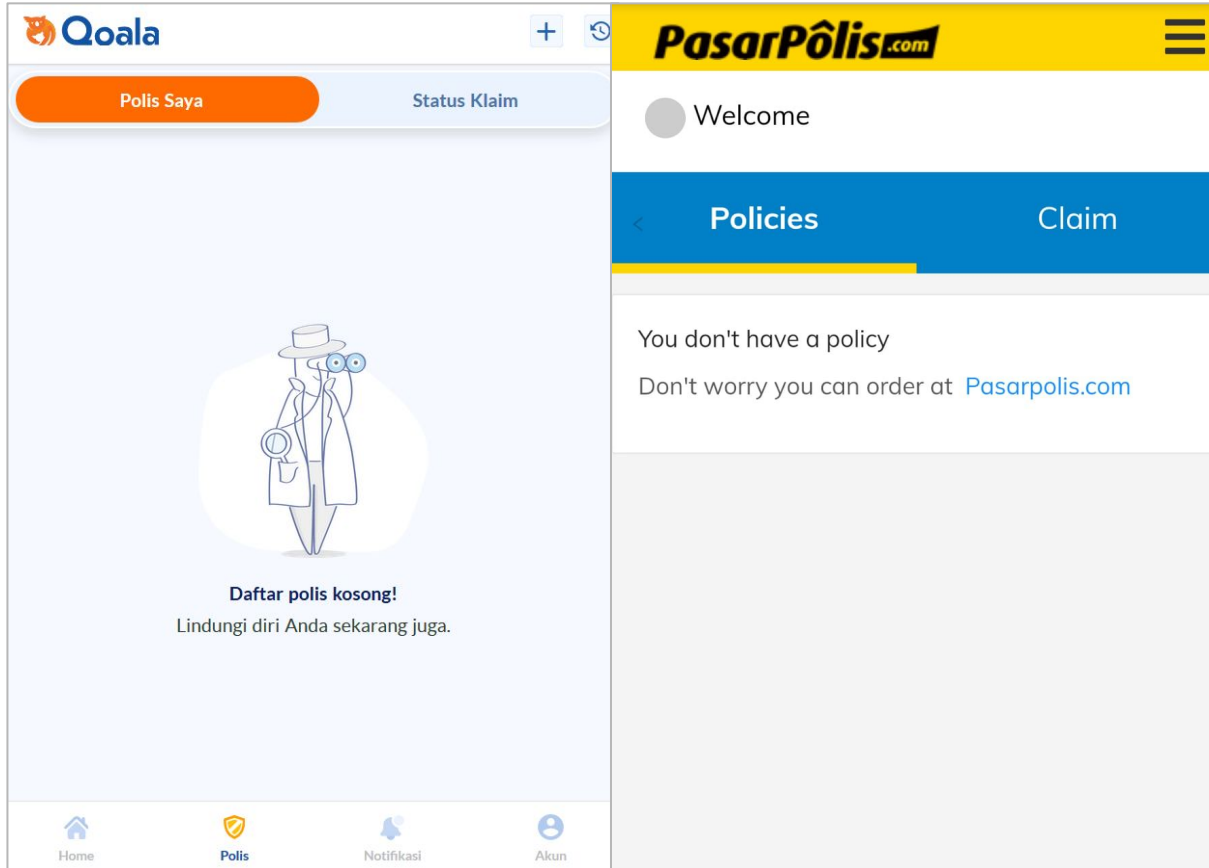 Qoala
Polis Saya
Status Klaim
Daftar polis kosong!
Lindungi diri Anda sekarang juga.
Home
Polis
Notifikasi
Akun
PasarPôlis.com
Welcome
Policies
Claim
You don't have a policy
Don't worry you can order at Pasarpolis.com